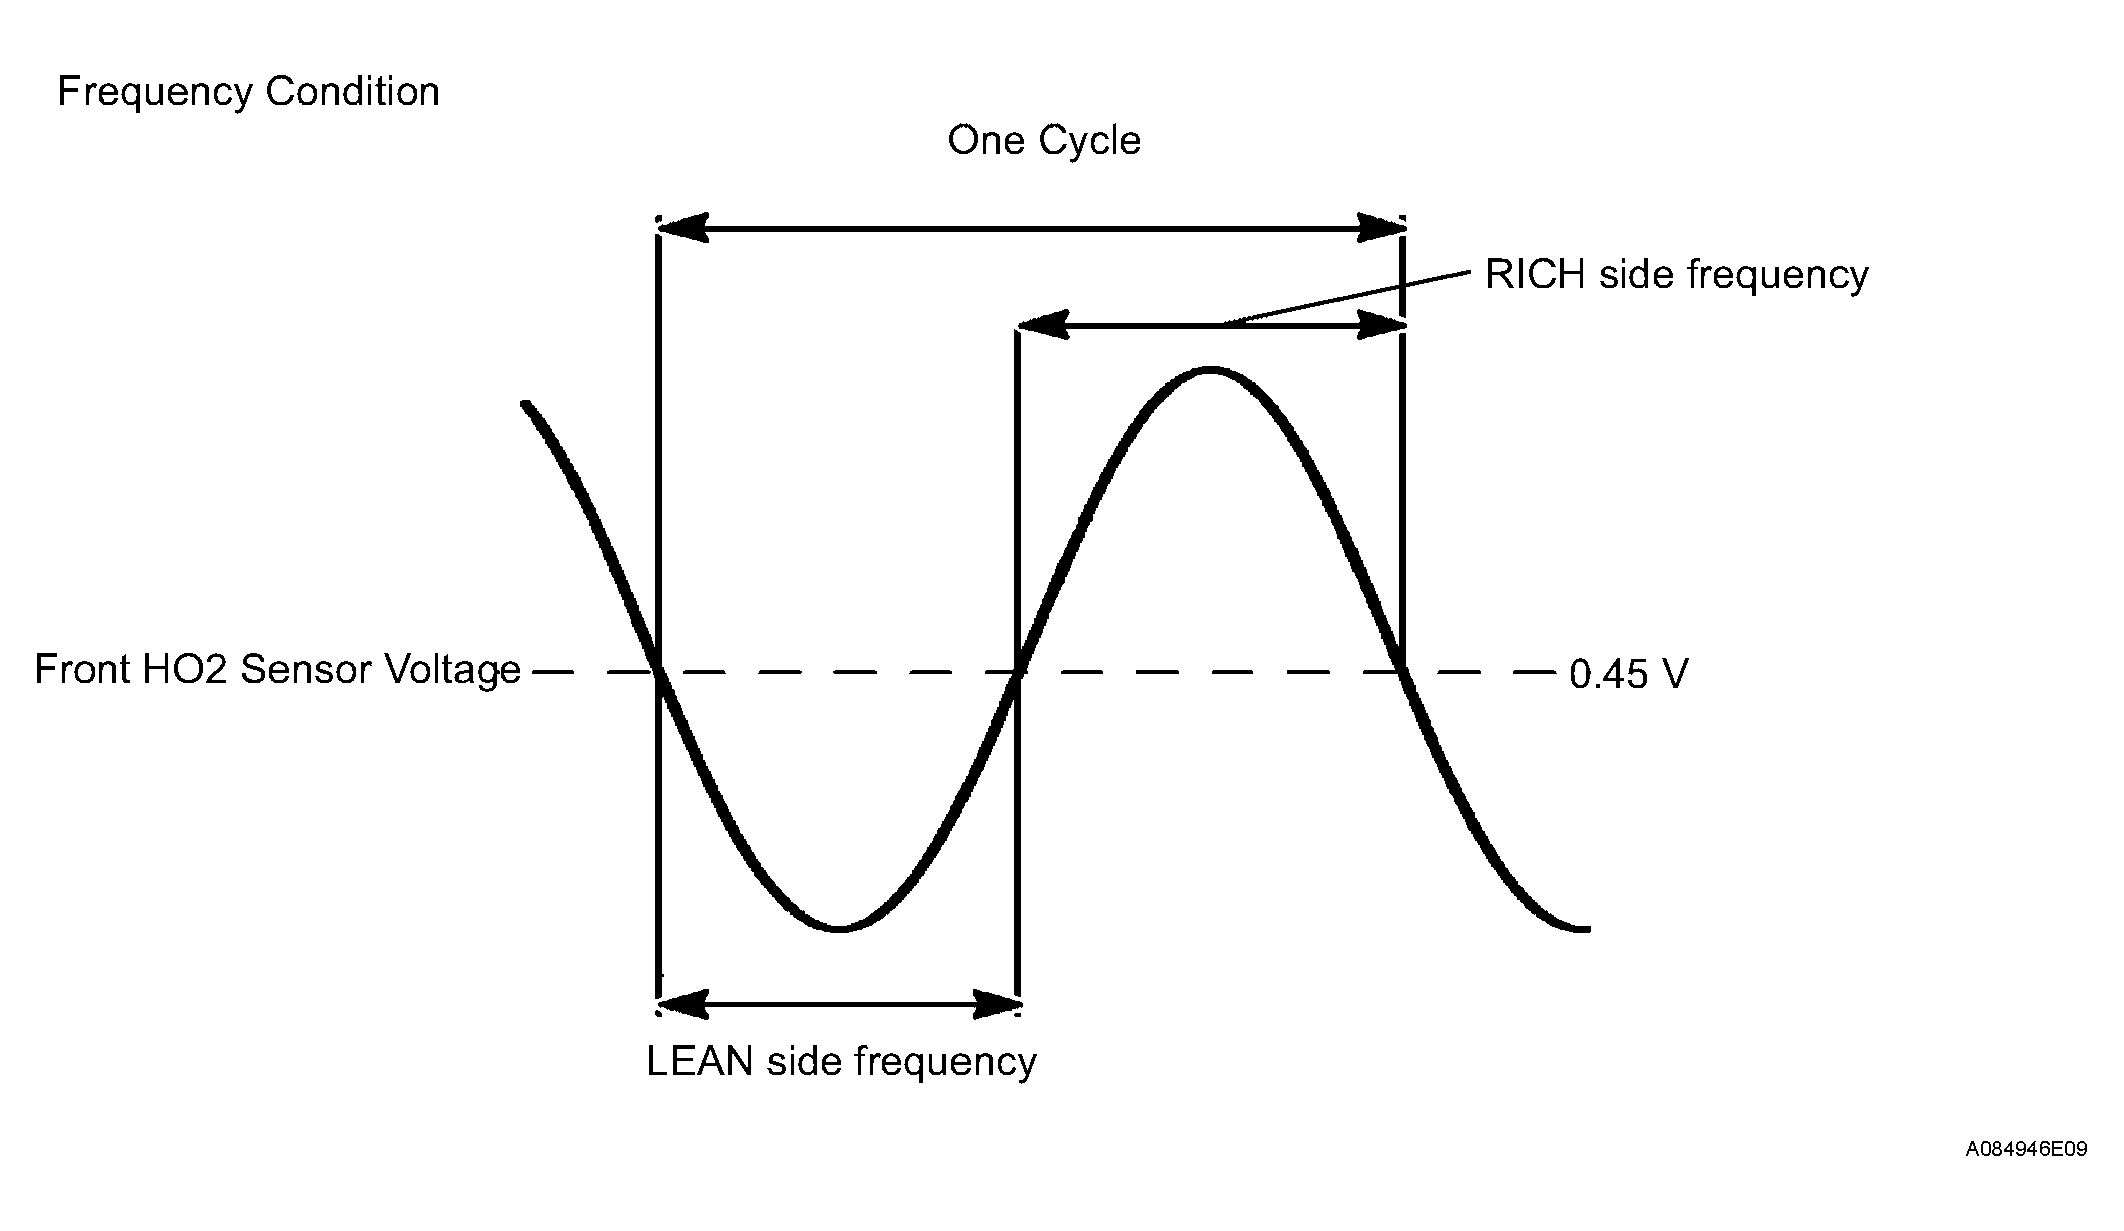 Frequency Condition
One Cycle
RICH side frequency
Front HO2 Sensor Voltage
0.45 V
LEAN side frequency
A084946E09